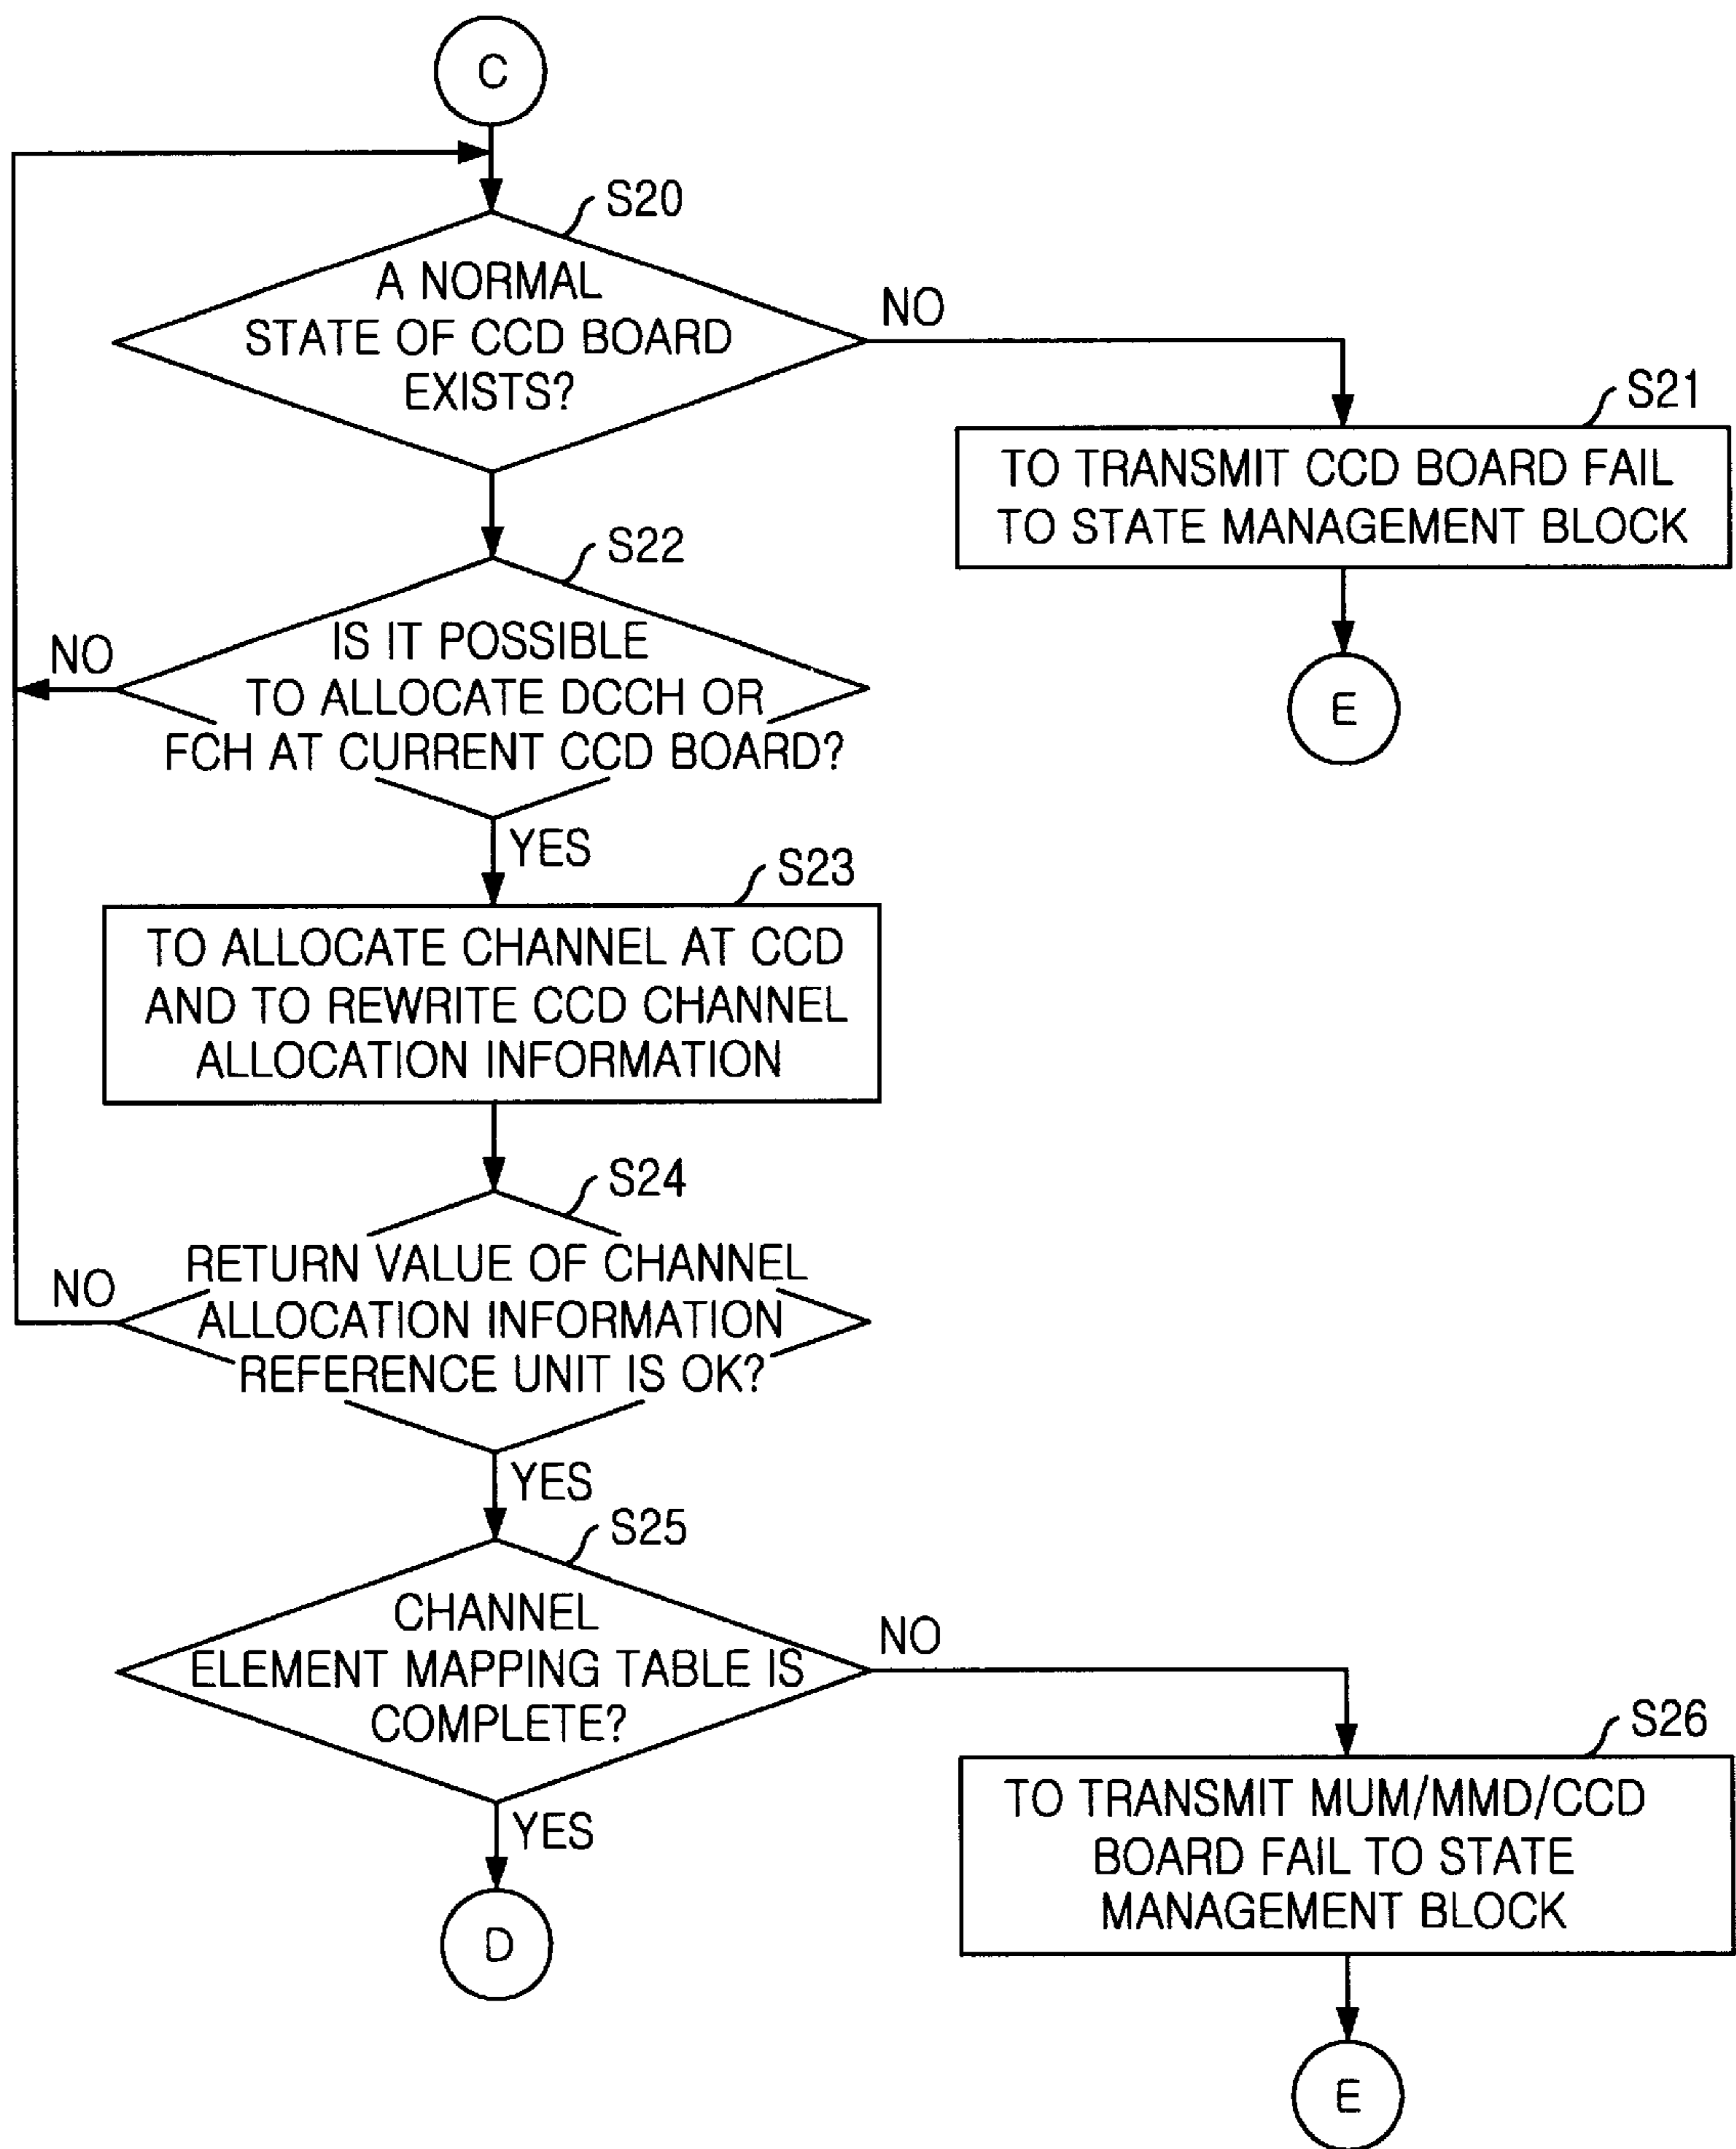 C
S20
A NORMAL
STATE OF CCD BOARD
EXISTS?
NO
S21
TO TRANSMIT CCD BOARD FAIL
TO STATE MANAGEMENT BLOCK
E
S22
IS IT POSSIBLE
TO ALLOCATE DCCH OR
FCH AT CURRENT CCD BOARD?
NO
YES
S23
TO ALLOCATE CHANNEL AT CCD
AND TO REWRITE CCD CHANNEL
ALLOCATION INFORMATION
S24
RETURN VALUE OF CHANNEL
ALLOCATION INFORMATION
REFERENCE UNIT IS OK?
NO
YES
S25
CHANNEL
ELEMENT MAPPING TABLE IS
COMPLETE?
NO
S26
TO TRANSMIT MUM/MMD/CCD
BOARD FAIL TO STATE
MANAGEMENT BLOCK
YES
D
E